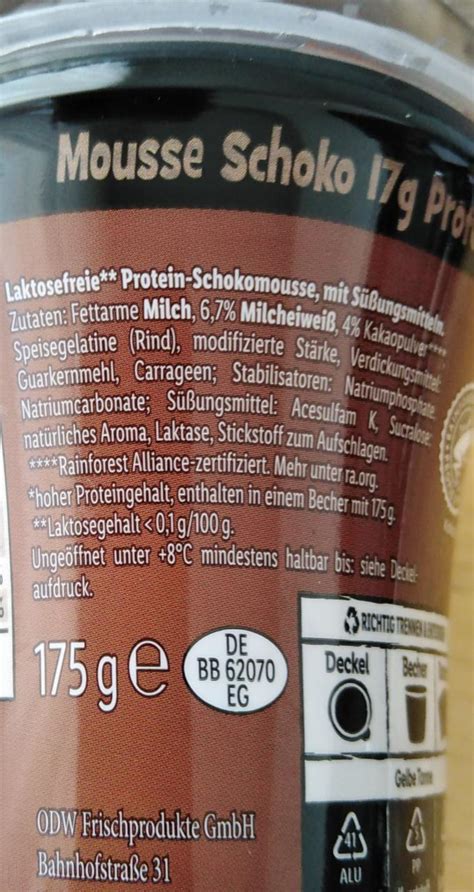 Mousse Schoko 17g
Laktosefreie** Protein-Schokomousse, mit Süßungsmitteln.
Zutaten: Fettarme Milch, 6,7% Milcheiweiß, 4% Kakaopulver****,
Speisegelatine (Rind), modifizierte Stärke, Verdickungsmittel:
Guarkernmehl, Carrageen; Stabilisatoren: Natriumphosphate,
Natriumcarbonate; Süßungsmittel: Acesulfam K, Sucralose;
natürliches Aroma, Laktase, Stickstoff zum Aufschlagen.
****Rainforest Alliance-zertifiziert. Mehr unter ra.org.
*hoher Proteingehalt, enthalten in einem Becher mit 175 g.
**Laktosegehalt < 0,1 g/100 g.
Ungeöffnet unter +8°C mindestens haltbar bis: siehe Deckel-
aufdruck.
175 g e
DE
BB 62070
EG
RICHTIG TRENNEN &
Deckel
Becher
Gelbe Tonne
41
ALU
5
PP
ODW Frischprodukte GmbH
Bahnhofstraße 31